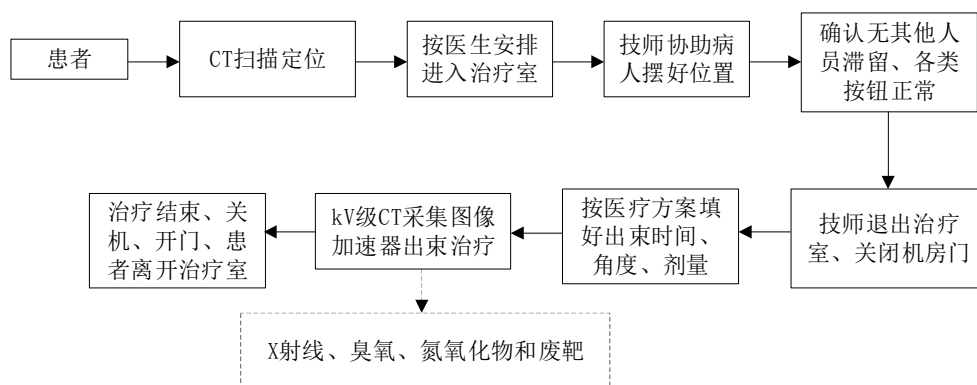 患者
CT扫描定位
按医生安排
进入治疗室
技师协助病
人摆好位置
确认无其他人
员滞留、各类
按钮正常
技师退出治疗
室、关闭机房门
按医疗方案填
好出束时间、
角度、剂量
kV级CT采集图像
加速器出束治疗
治疗结束、关
机、开门、患
者离开治疗室
X射线、臭氧、氮氧化物和废靶